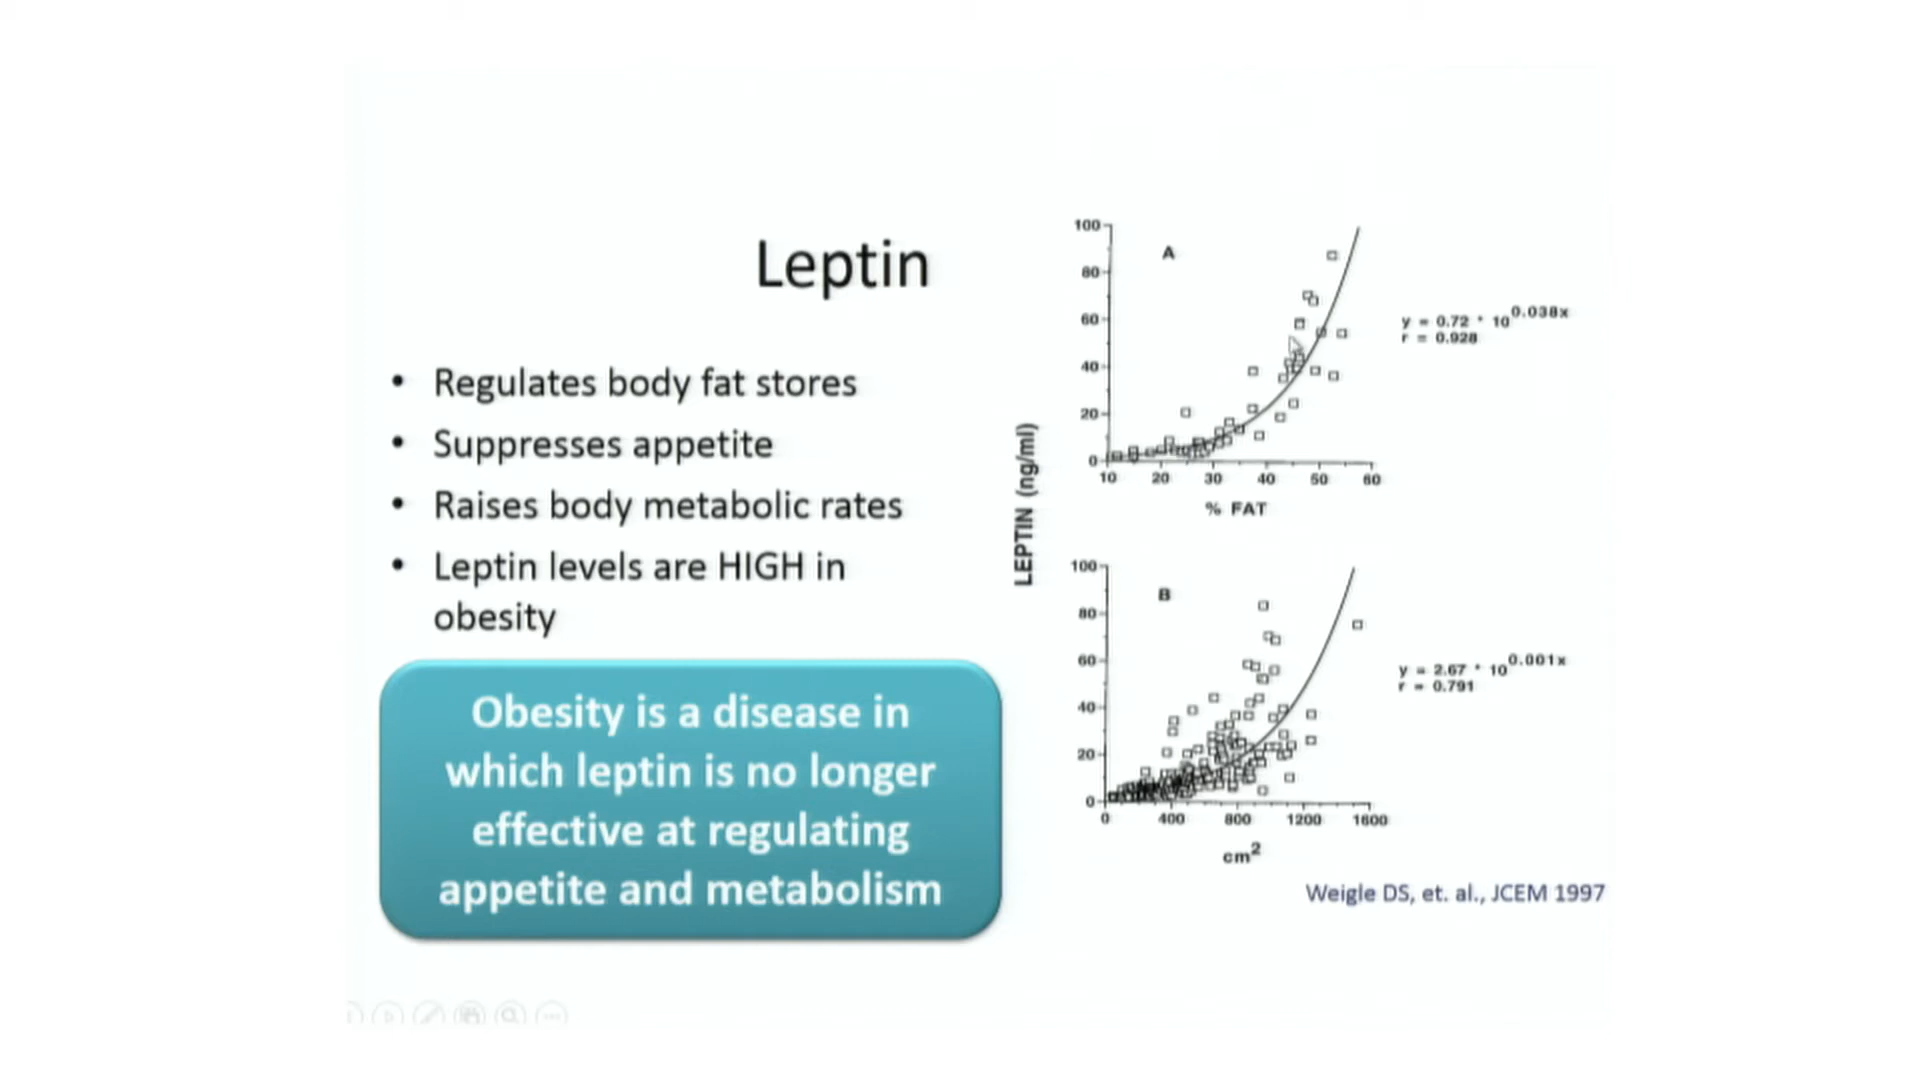 Leptin
• Regulates body fat stores
• Suppresses appetite
• Raises body metabolic rates
• Leptin levels are HIGH in
obesity
Obesity is a disease in
which leptin is no longer
effective at regulating
appetite and metabolism
LEPTIN (ng/ml)
A
100
80
60
40
20
0
10 20 30 40 50 60
% FAT
y = 0.72 * 10^0.038x
r = 0.928
B
100
80
60
40
20
0
0 400 800 1200 1600
cm²
y = 2.67 * 10^0.001x
r = 0.791
Weigle DS, et. al., JCEM 1997